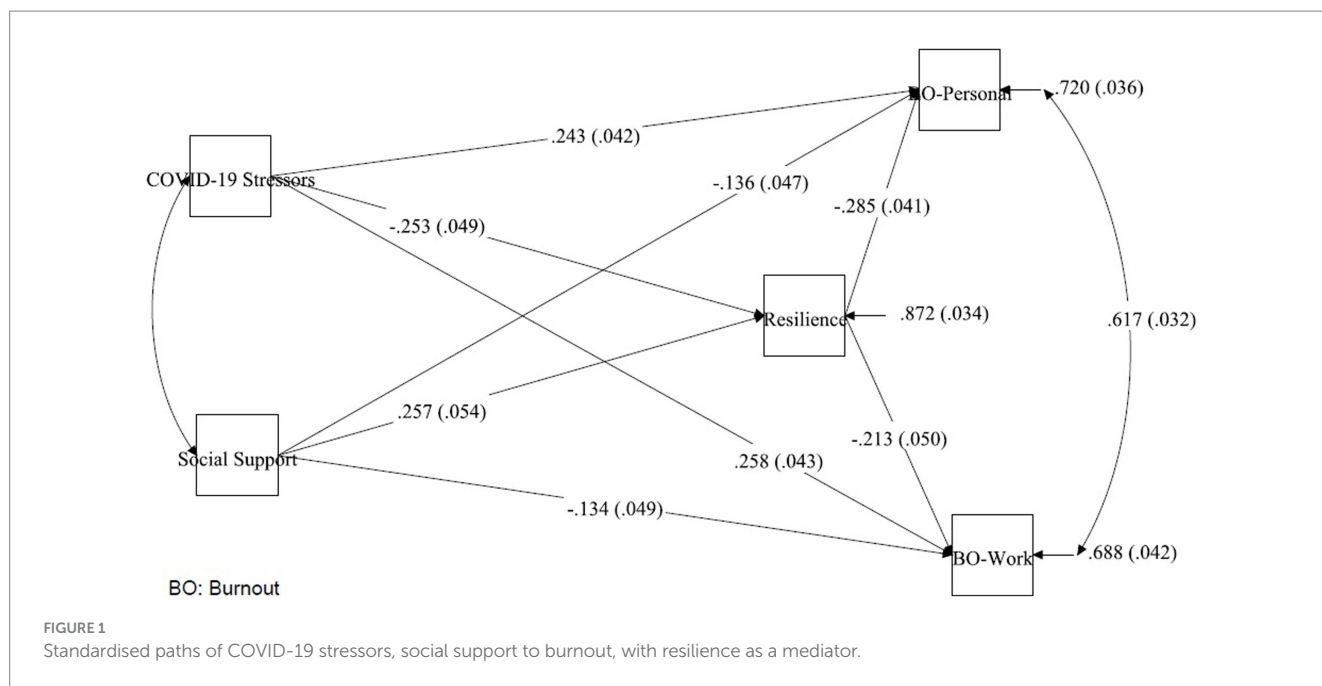 BO-Personal
.720 (.036)
.243 (.042)
COVID-19 Stressors
-.136 (.047)
-.285 (.041)
-.253 (.049)
Resilience
.872 (.034)
.617 (.032)
.257 (.054)
-.213 (.050)
Social Support
.258 (.043)
-.134 (.049)
BO-Work
.688 (.042)
BO: Burnout
FIGURE 1
Standardised paths of COVID-19 stressors, social support to burnout, with resilience as a mediator.